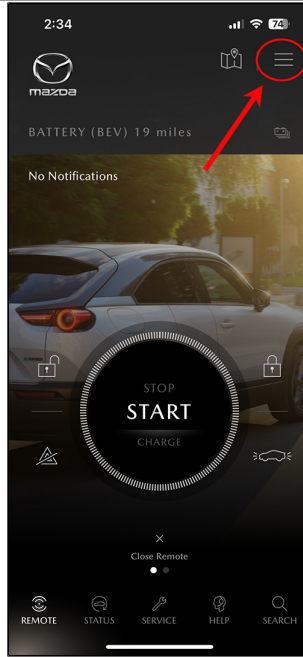 2:34
74
mazda
BATTERY (BEV) 19 miles
No Notifications
STOP
START
CHARGE
Close Remote
REMOTE STATUS SERVICE HELP SEARCH